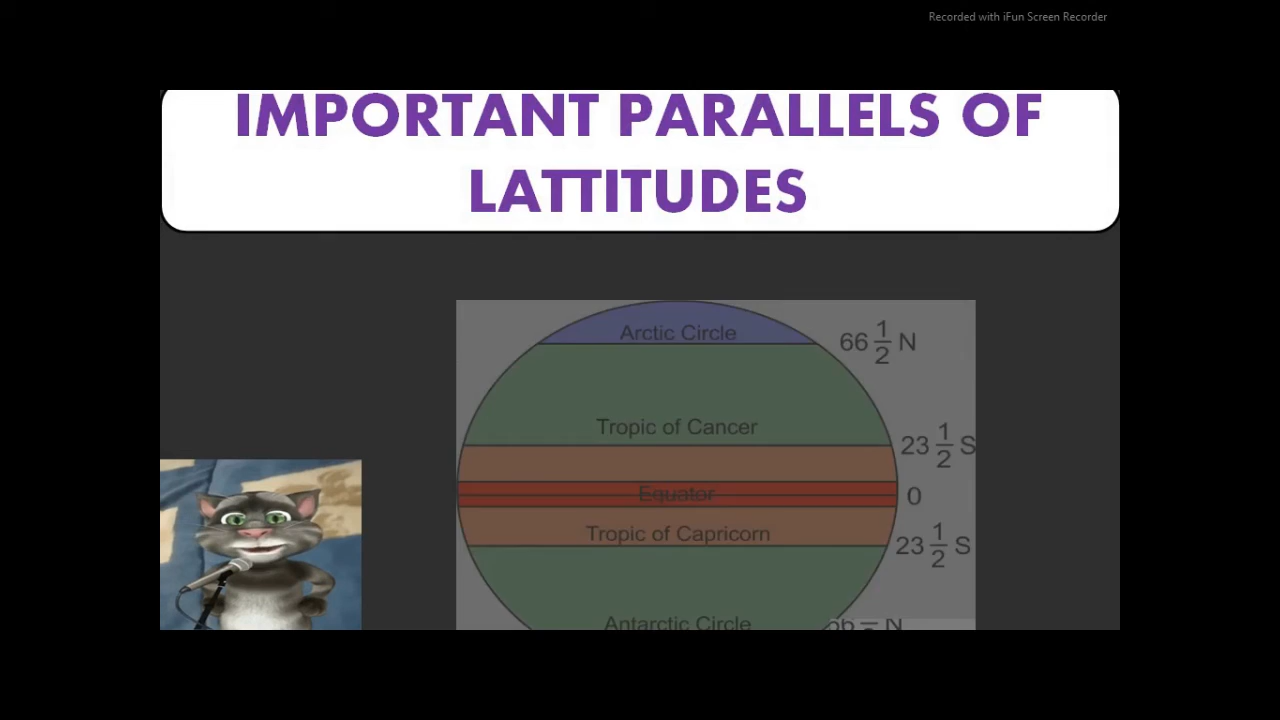 Recorded with iFun Screen Recorder
IMPORTANT PARALLELS OF
LATTITUDES
Arctic Circle
66 1/2 N
Tropic of Cancer
23 1/2 S
Equator
0
Tropic of Capricorn
23 1/2 S
Antarctic Circle
N